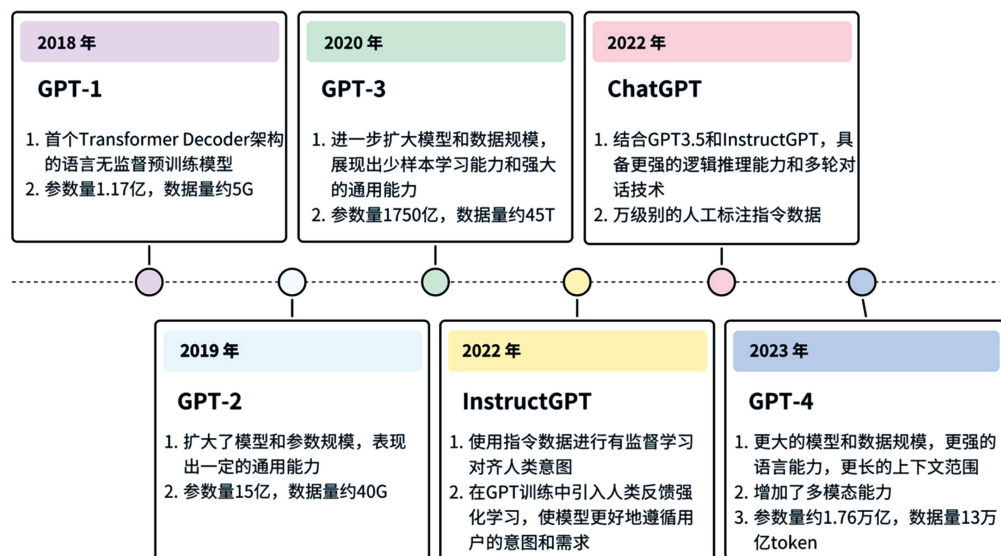 2018 年
GPT-1
1. 首个Transformer Decoder架构
的语言无监督预训练模型
2. 参数量1.17亿，数据量约5G
2020 年
GPT-3
1. 进一步扩大模型和数据规模，
展现出少样本学习能力和强大
的通用能力
2. 参数量1750亿，数据量约45T
2022 年
ChatGPT
1. 结合GPT3.5和InstructGPT，具
备更强的逻辑推理能力和多轮对
话技术
2. 万级别的人工标注指令数据
2019 年
GPT-2
1. 扩大了模型和参数规模，表现
出一定的通用能力
2. 参数量15亿，数据量约40G
2022 年
InstructGPT
1. 使用指令数据进行有监督学习
对齐人类意图
2. 在GPT训练中引入人类反馈强
化学习，使模型更好地遵循用
户的意图和需求
2023 年
GPT-4
1. 更大的模型和数据规模，更强的
语言能力，更长的上下文范围
2. 增加了多模态能力
3. 参数量约1.76万亿，数据量13万
亿token